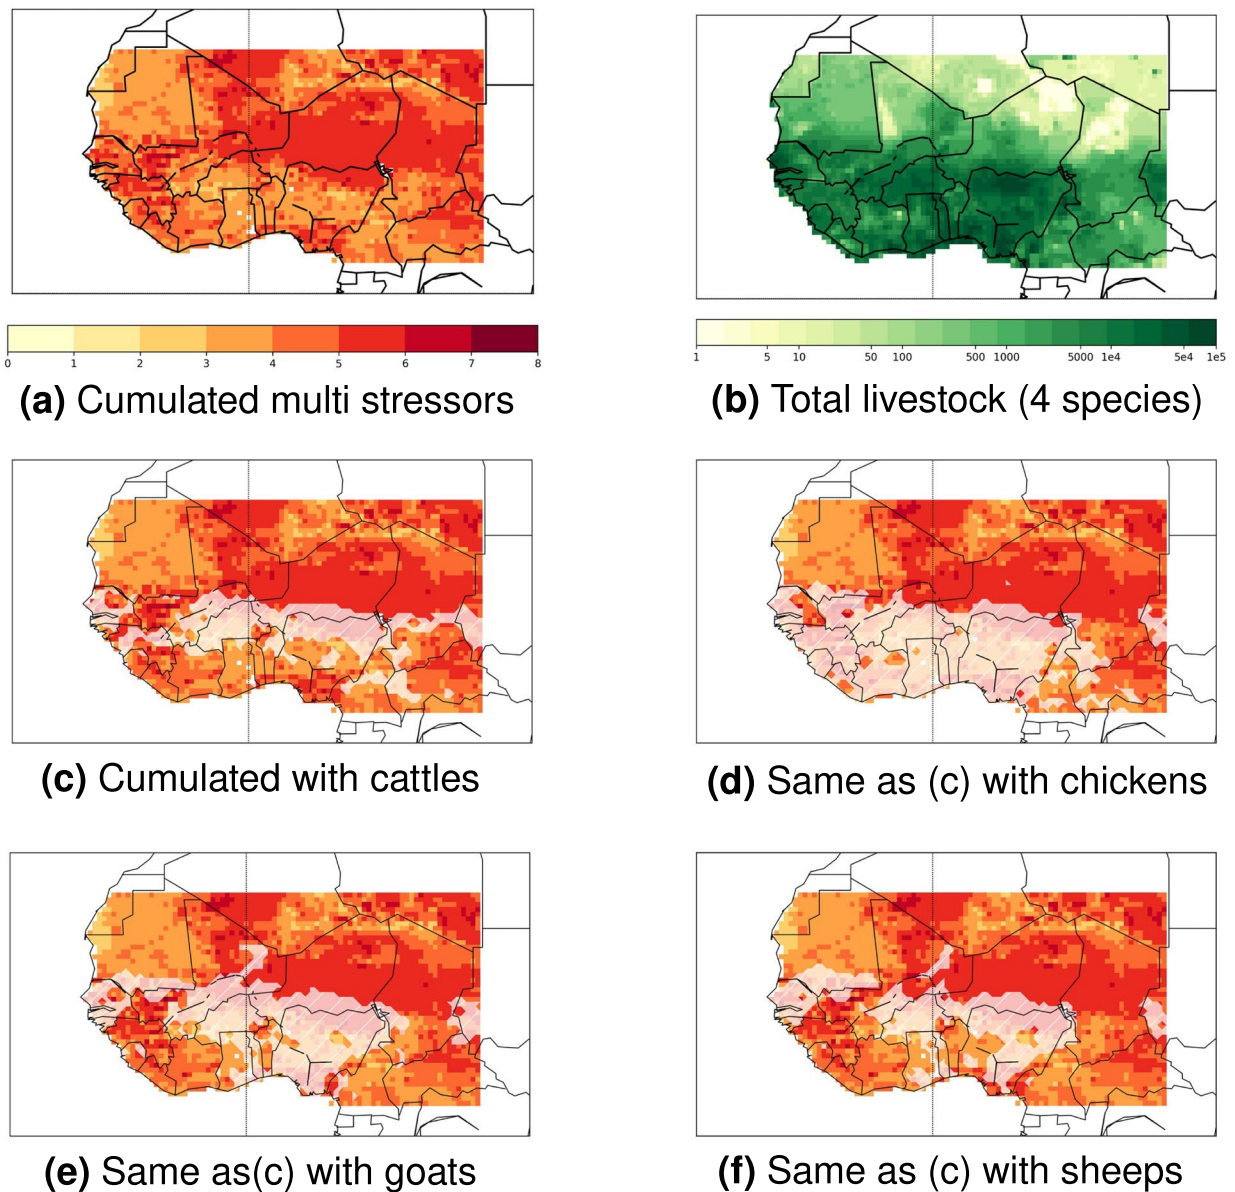 0 1 2 3 4 5 6 7 8
1 5 10 50 100 500 1000 5000 1e4 5e4 1e5
(a) Cumulated multi stressors
(b) Total livestock (4 species)
(c) Cumulated with cattles
(d) Same as (c) with chickens
(e) Same as(c) with goats
(f) Same as (c) with sheeps